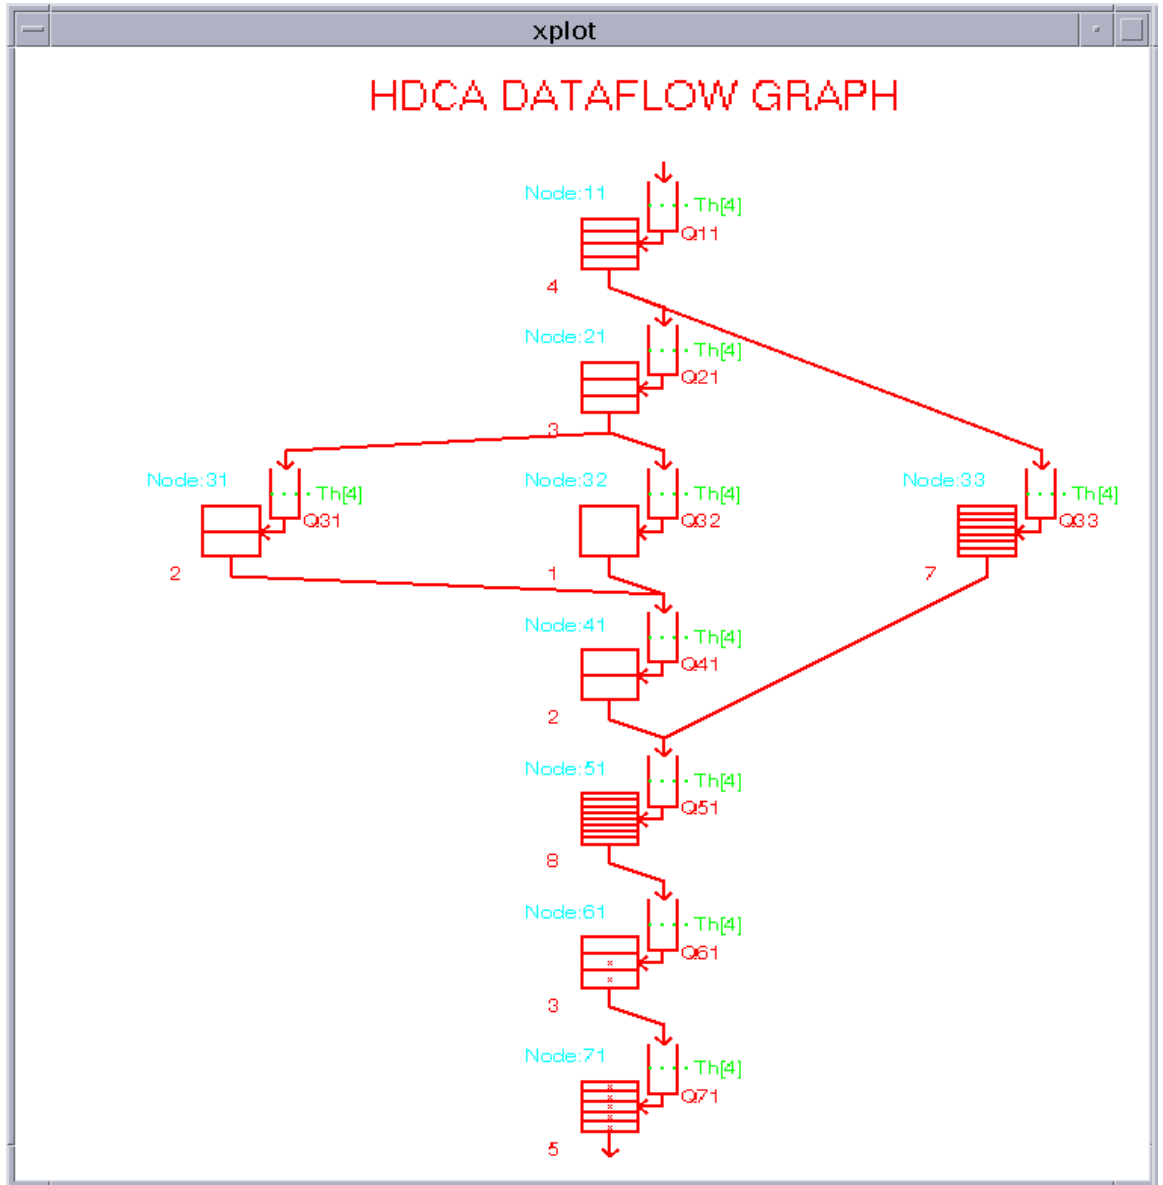 xplot
HDCA DATAFLOW GRAPH
Node:11
Th[4]
Q11
4
Node:21
Th[4]
Q21
3
Node:31
Th[4]
Q31
2
Node:32
Th[4]
Q32
1
Node:33
Th[4]
Q33
7
Node:41
Th[4]
Q41
2
Node:51
Th[4]
Q51
8
Node:61
Th[4]
Q61
3
Node:71
Th[4]
Q71
5